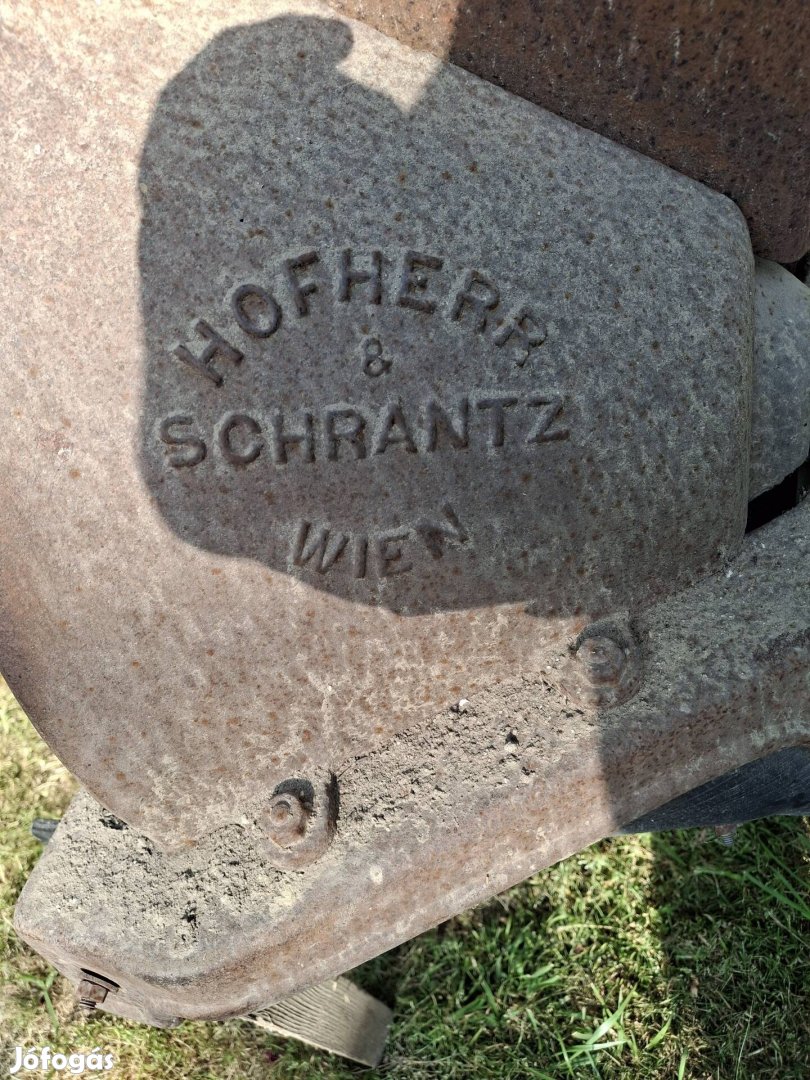 HOFHERR
&
SCHRANTZ
WIEN
Jófogás